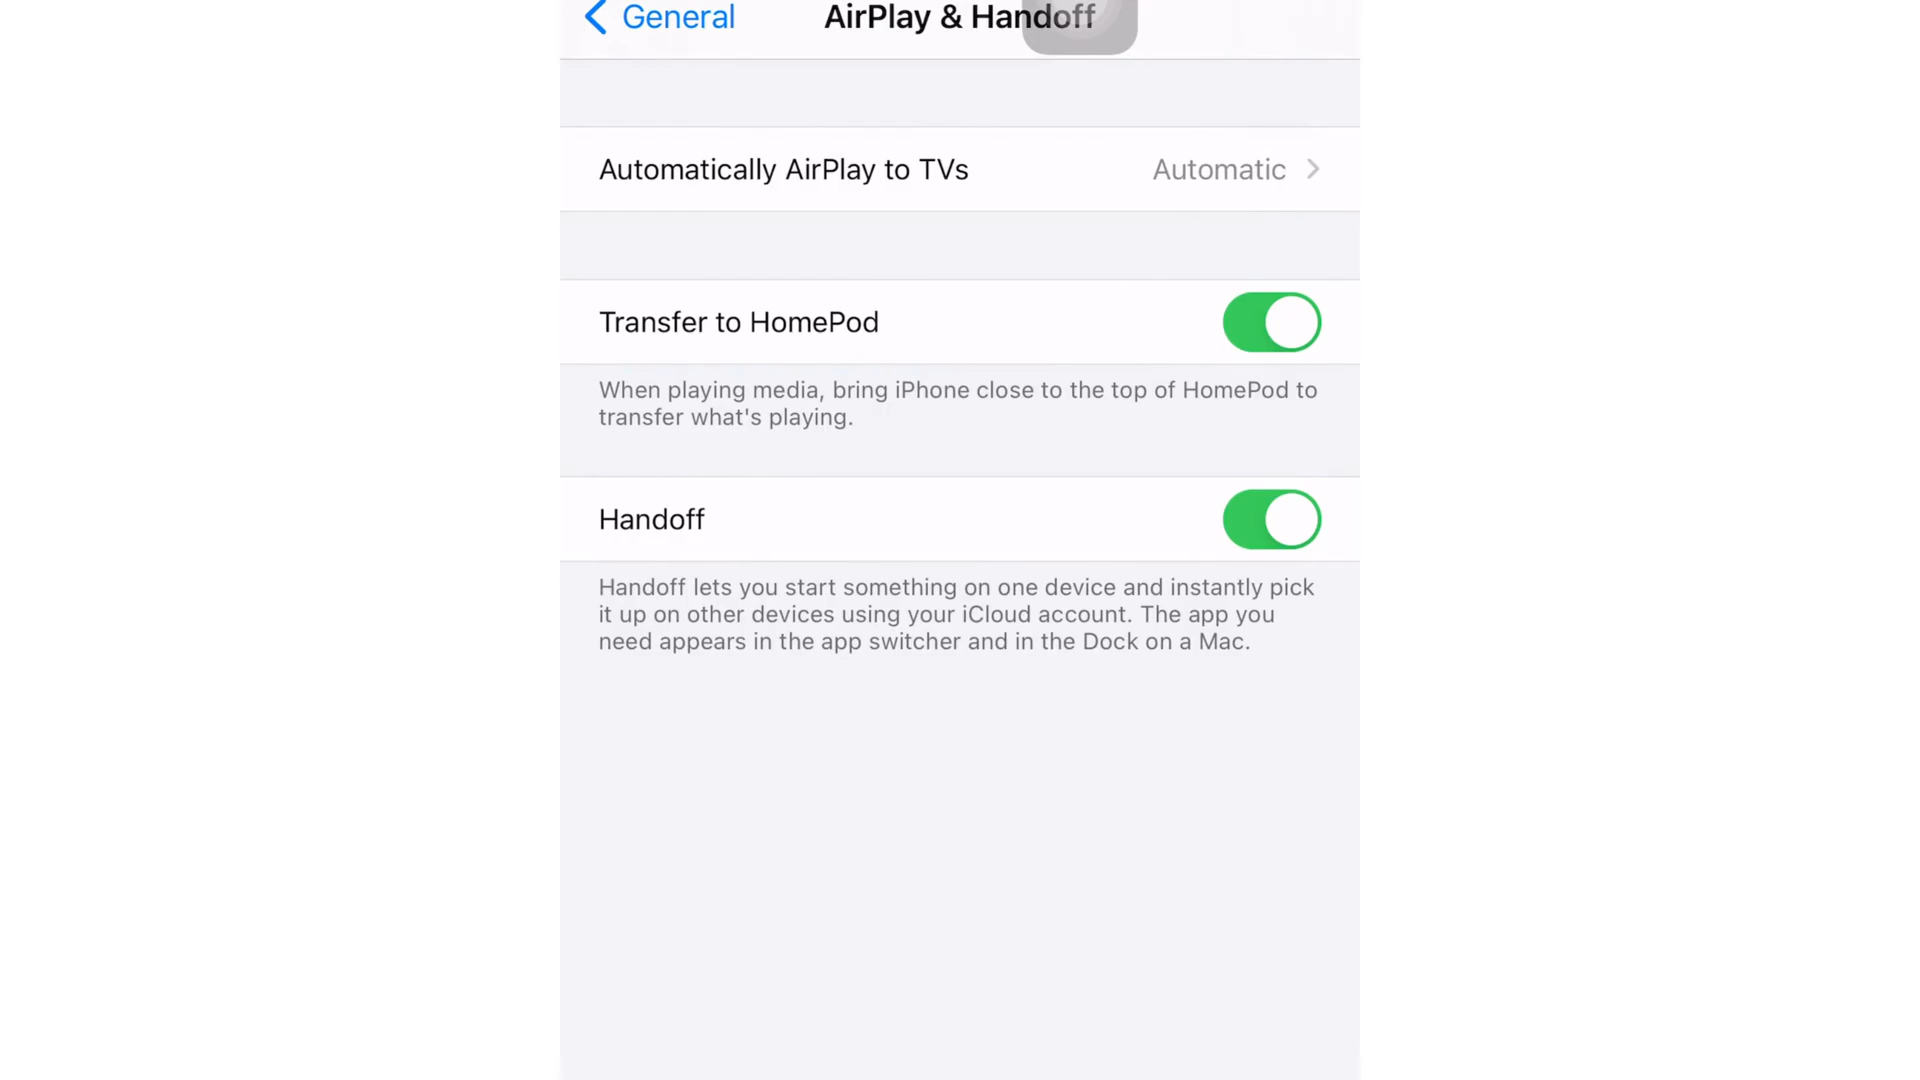 General
AirPlay & Handoff
Automatically AirPlay to TVs
Automatic
Transfer to HomePod
When playing media, bring iPhone close to the top of HomePod to
transfer what's playing.
Handoff
Handoff lets you start something on one device and instantly pick
it up on other devices using your iCloud account. The app you
need appears in the app switcher and in the Dock on a Mac.